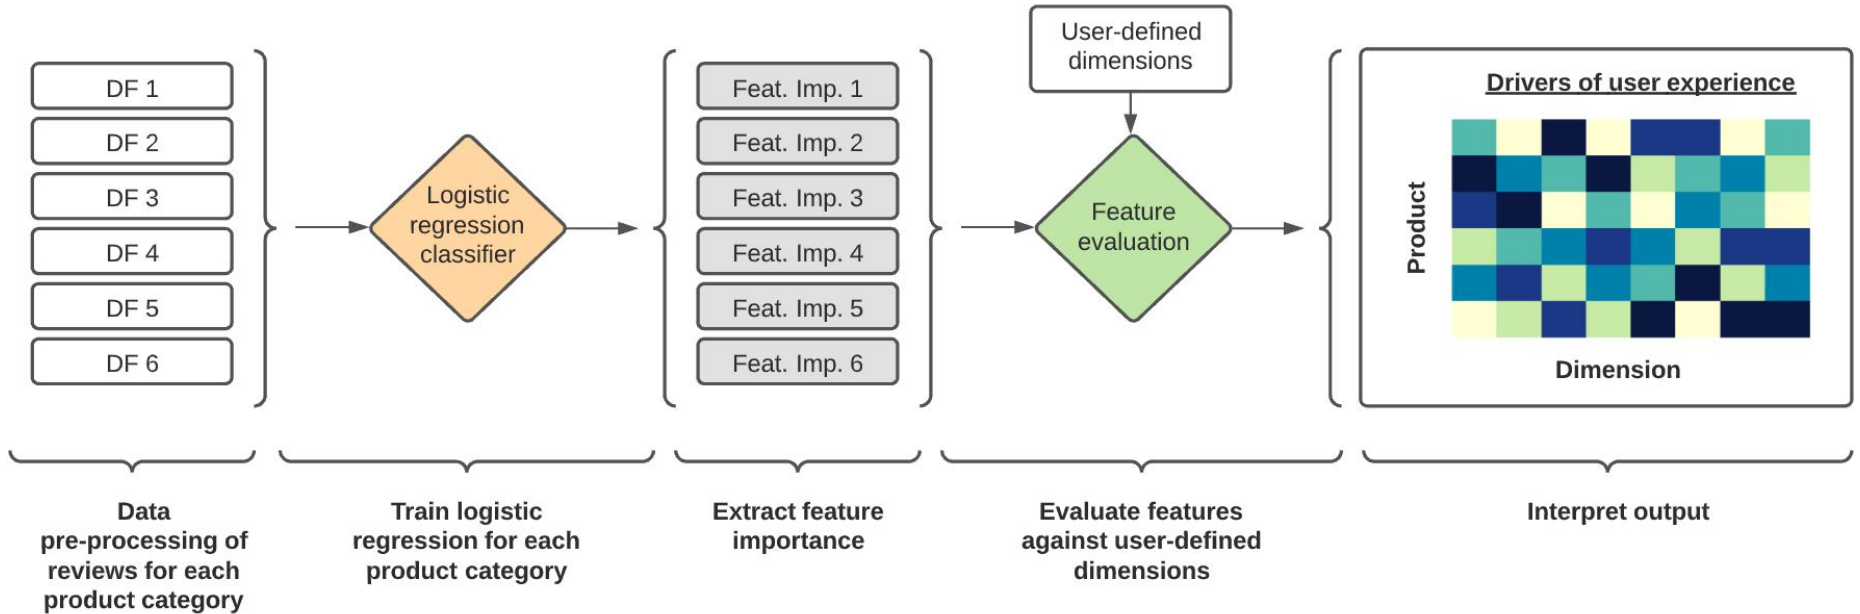 DF 1
DF 2
DF 3
DF 4
DF 5
DF 6
Logistic
regression
classifier
Feat. Imp. 1
Feat. Imp. 2
Feat. Imp. 3
Feat. Imp. 4
Feat. Imp. 5
Feat. Imp. 6
User-defined
dimensions
Feature
evaluation
Drivers of user experience
Product
Dimension
Data
pre-processing of
reviews for each
product category
Train logistic
regression for each
product category
Extract feature
importance
Evaluate features
against user-defined
dimensions
Interpret output